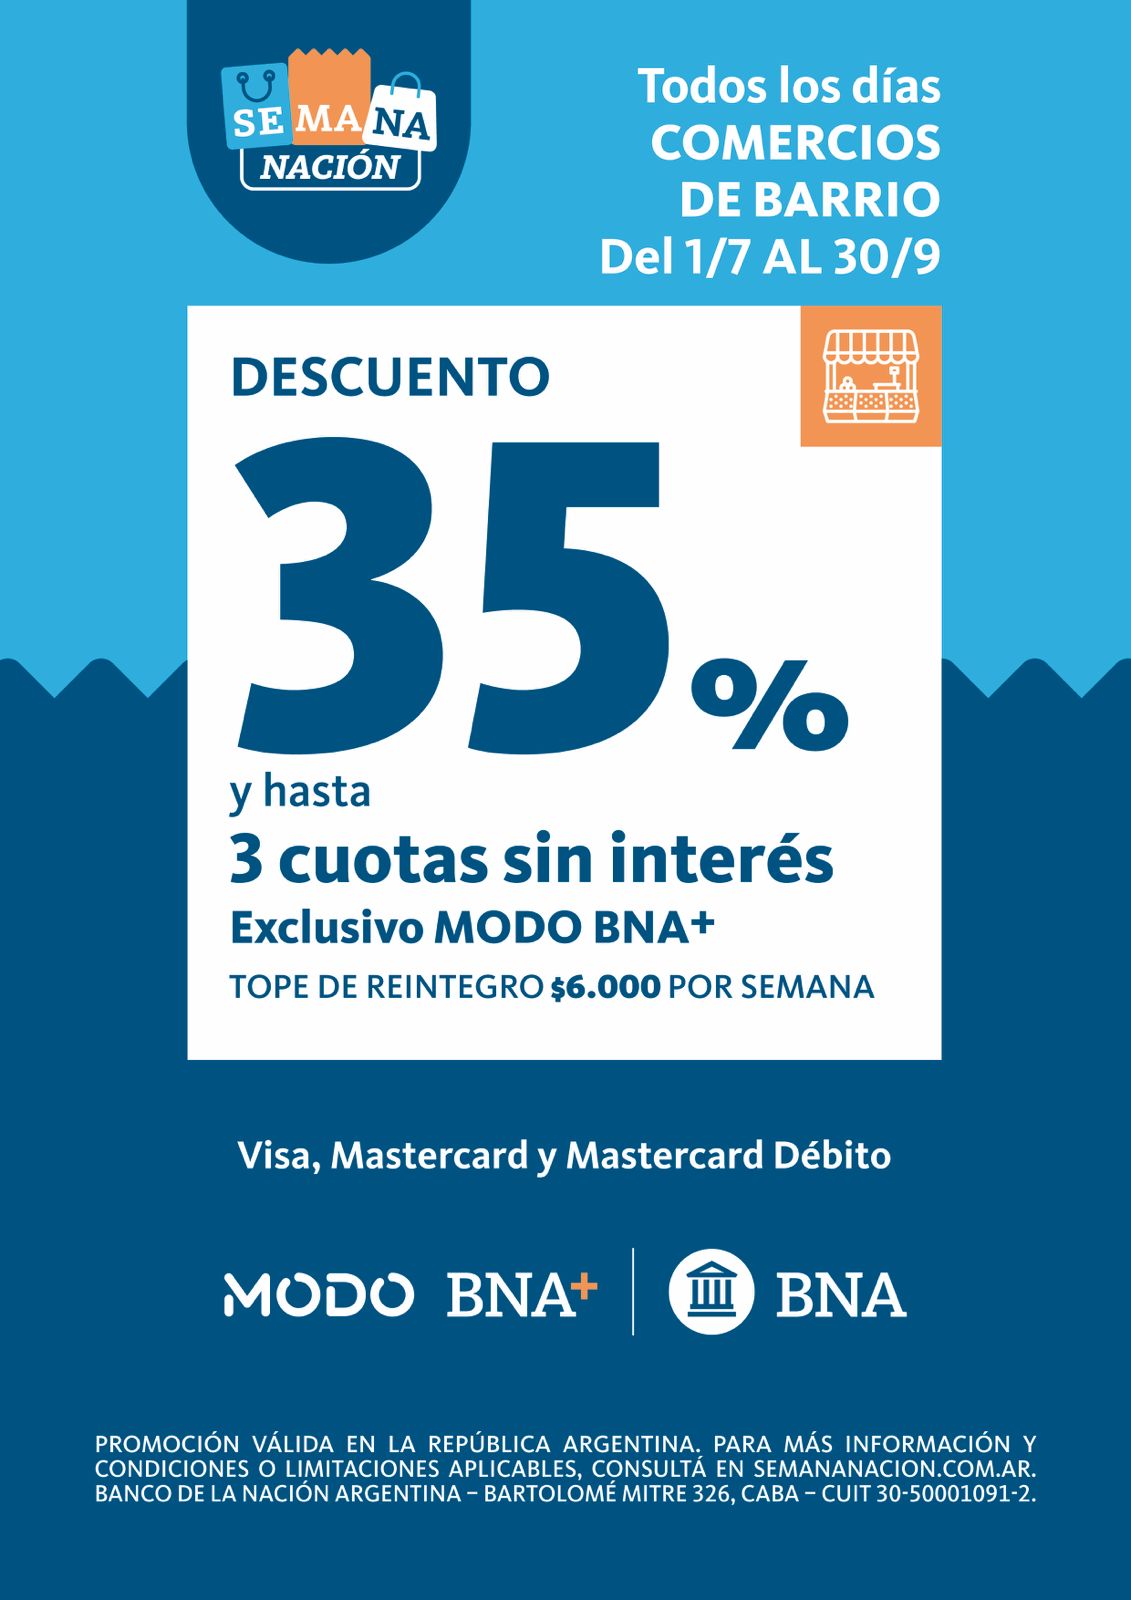 SEMANA
NACIÓN
Todos los días
COMERCIOS
DE BARRIO
Del 1/7 AL 30/9
DESCUENTO
35%
y hasta
3 cuotas sin interés
Exclusivo MODO BNA+
TOPE DE REINTEGRO $6.000 POR SEMANA
Visa, Mastercard y Mastercard Débito
MODO BNA+ BNA
PROMOCIÓN VÁLIDA EN LA REPÚBLICA ARGENTINA. PARA MÁS INFORMACIÓN Y
CONDICIONES O LIMITACIONES APLICABLES, CONSULTÁ EN SEMANANACION.COM.AR.
BANCO DE LA NACIÓN ARGENTINA – BARTOLOMÉ MITRE 326, CABA – CUIT 30-50001091-2.